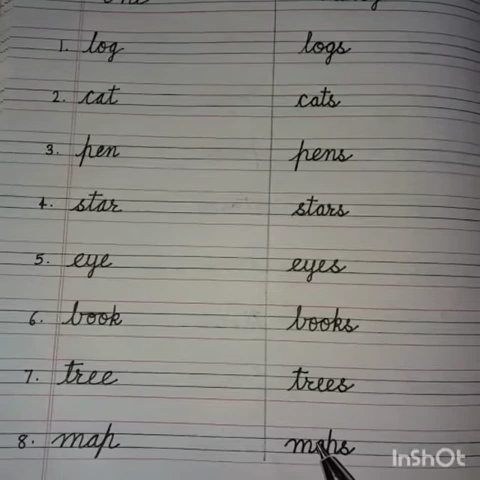 One
1. log logs
2. cat cats
3. pen pens
4. star stars
5. eye eyes
6. book books
7. tree trees
8. map maps
InShOt